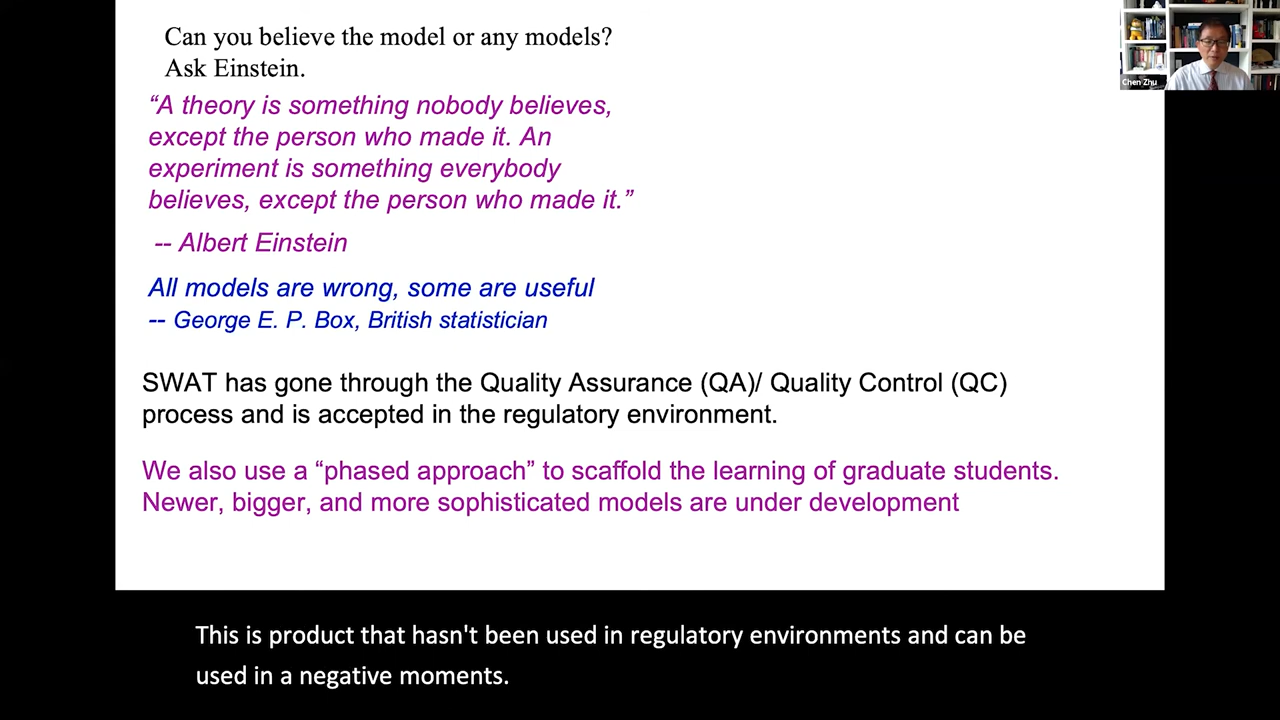 Can you believe the model or any models?
Ask Einstein.
“A theory is something nobody believes,
except the person who made it. An
experiment is something everybody
believes, except the person who made it.”
-- Albert Einstein
All models are wrong, some are useful
-- George E. P. Box, British statistician
SWAT has gone through the Quality Assurance (QA)/ Quality Control (QC)
process and is accepted in the regulatory environment.
We also use a “phased approach” to scaffold the learning of graduate students.
Newer, bigger, and more sophisticated models are under development
Chen Zhu
This is product that hasn't been used in regulatory environments and can be
used in a negative moments.